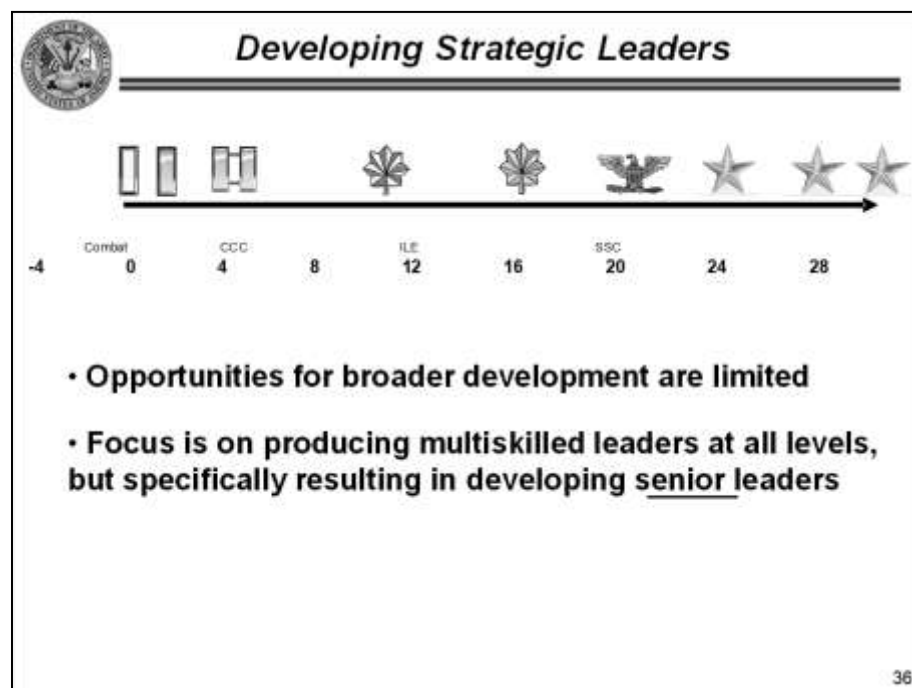 Developing Strategic Leaders
Combat CCC ILE SSC
-4 0 4 8 12 16 20 24 28
• Opportunities for broader development are limited
• Focus is on producing multiskilled leaders at all levels,
but specifically resulting in developing senior leaders
36